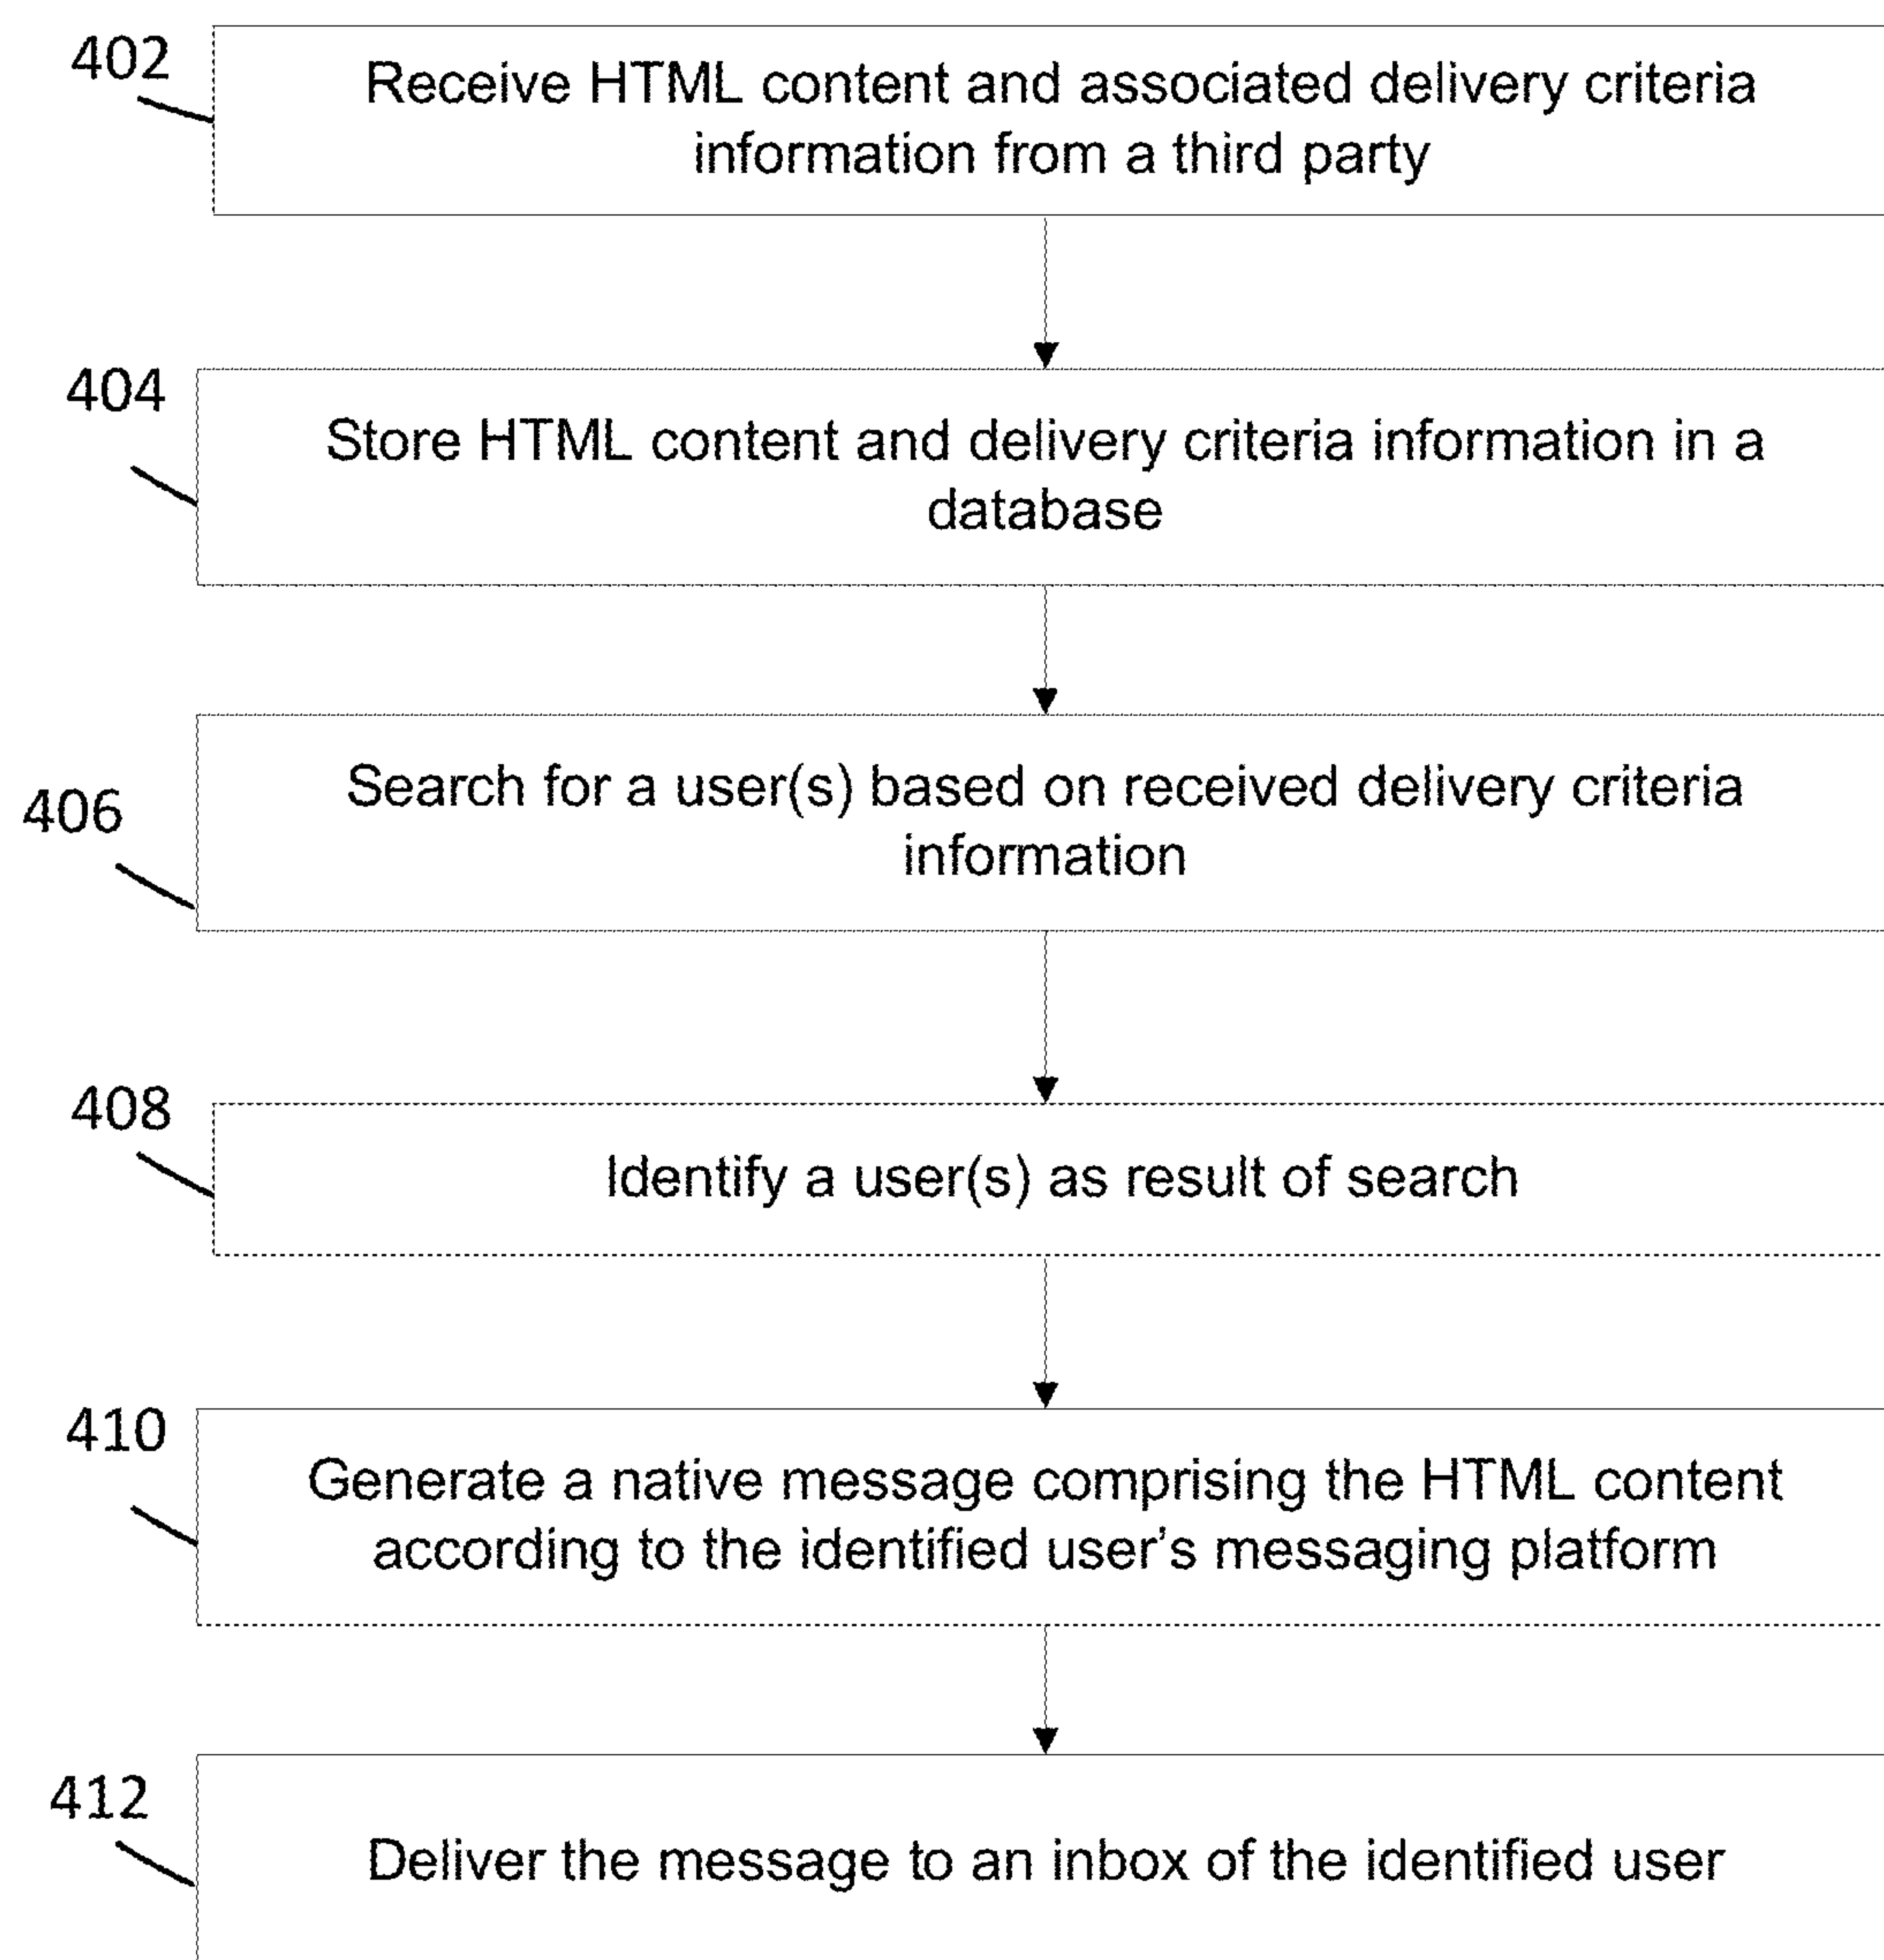 402
Receive HTML content and associated delivery criteria
information from a third party
404
Store HTML content and delivery criteria information in a
database
406
Search for a user(s) based on received delivery criteria
information
408
Identify a user(s) as result of search
410
Generate a native message comprising the HTML content
according to the identified user's messaging platform
412
Deliver the message to an inbox of the identified user